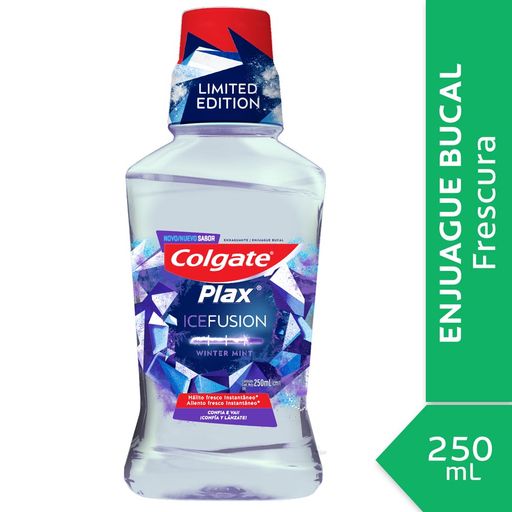 LIMITED
EDITION
NOVO/NUEVO SABOR
ENXAGUANTE | ENJUAGUE BUCAL
Colgate®
Plax®
ICEFUSION
WINTER MINT
250mL
Hálito fresco Instantâneo*
Aliento fresco Instantáneo*
CONFIA E VAI!
¡CONFÍA Y LÁNZATE!
ENJUAGUE BUCAL
Frescura
250
mL